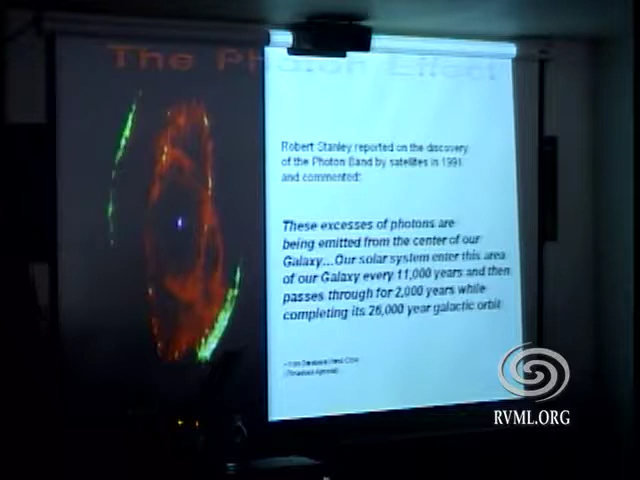 The Photon Effect
Robert Stanley reported on the discovery
of the Photon Band by satellites in 1991
and commented:
These excesses of photons are
being emitted from the center of our
Galaxy...Our solar system enter this area
of our Galaxy every 11,000 years and then
passes through for 2,000 years while
completing its 26,000 year galactic orbit
RVML.ORG